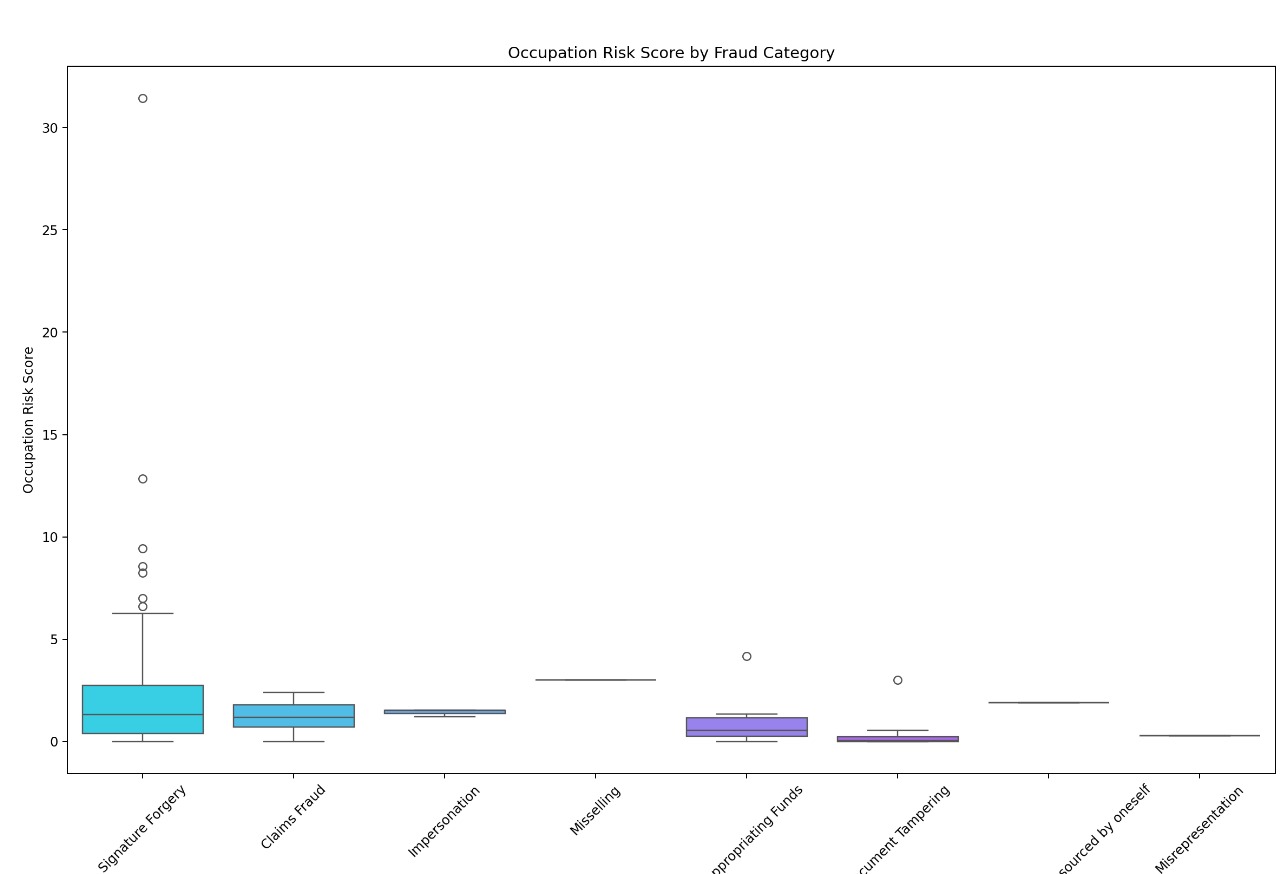 Occupation Risk Score by Fraud Category
Occupation Risk Score
30
25
20
15
10
5
0
Signature Forgery
Claims Fraud
Impersonation
Misselling
ppropriating Funds
cument Tampering
sourced by oneself
Misrepresentation